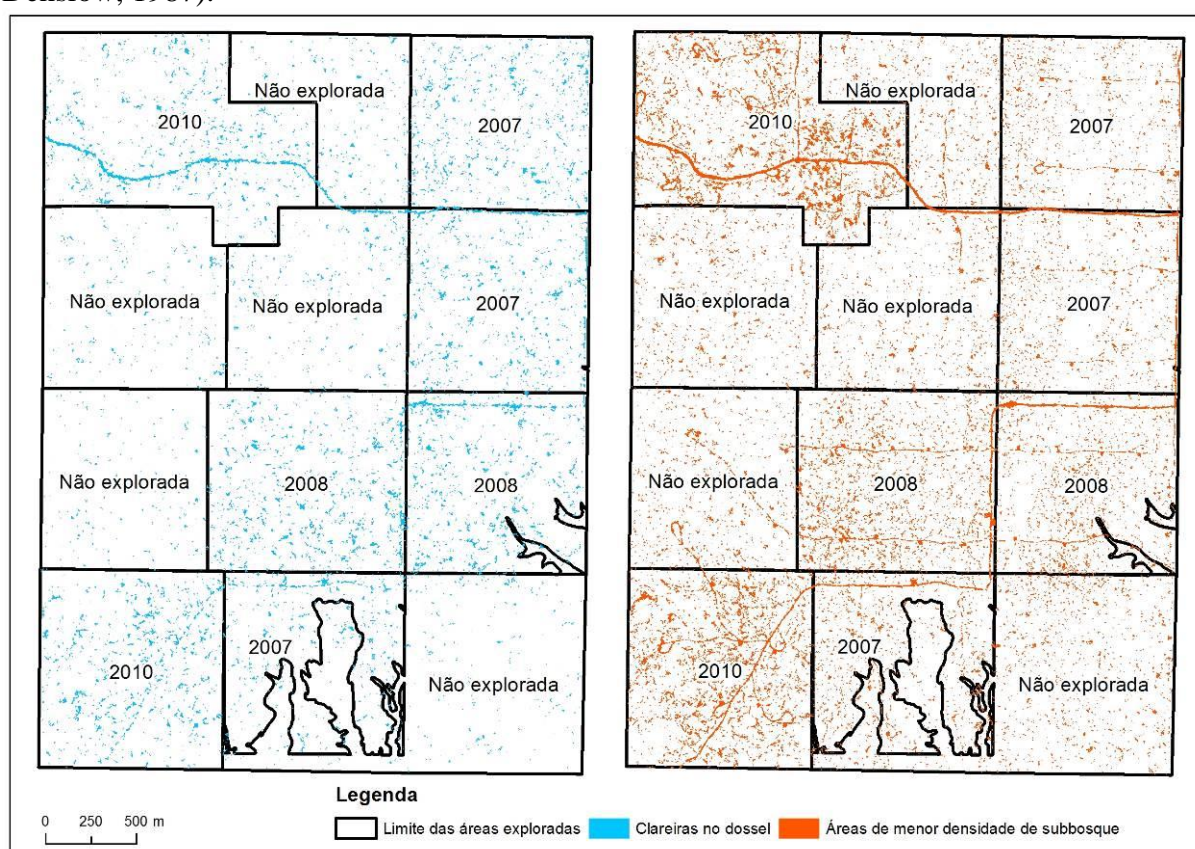 Denslow, 1987).
Não explorada
2010
2007
Não explorada
Não explorada
2007
Não explorada
2008
2008
2010
2007
Não explorada
Não explorada
2010
2007
Não explorada
Não explorada
2007
Não explorada
2008
2008
2010
2007
Não explorada
Legenda
0 250 500 m
Limite das áreas exploradas
Clareiras no dossel
Áreas de menor densidade de subbosque